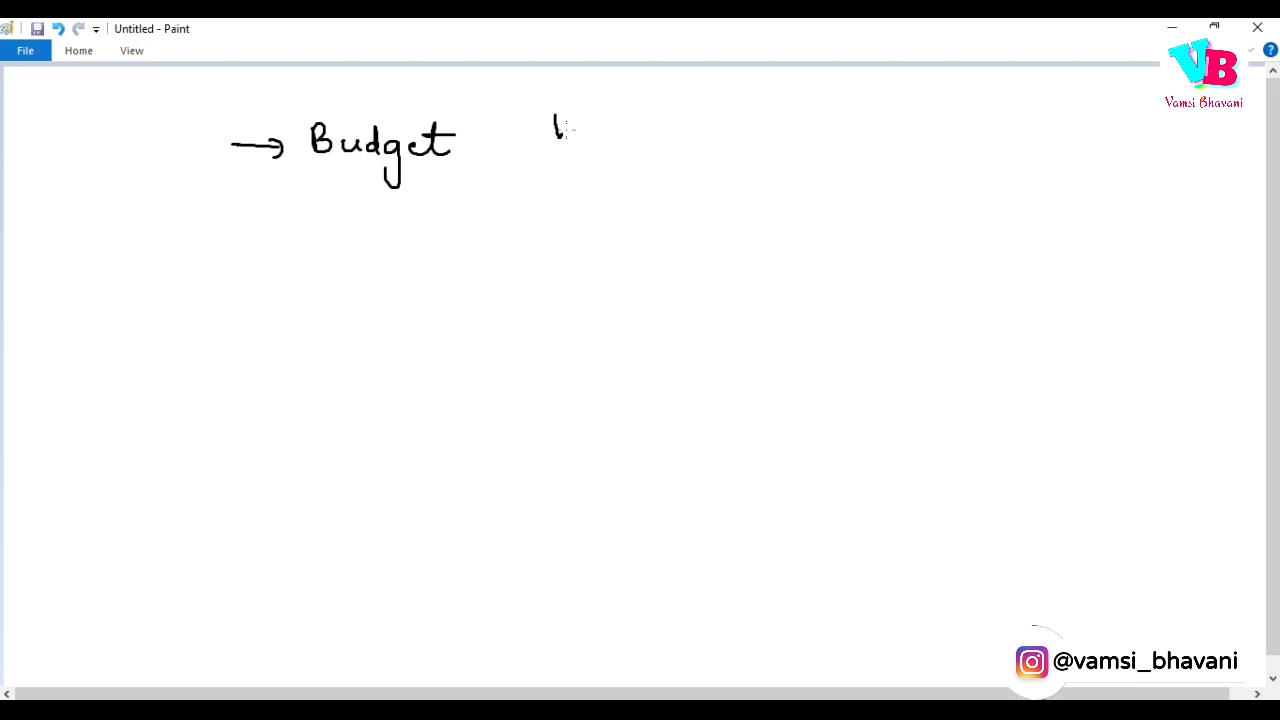 Untitled - Paint
File Home View
VB
Vamsi Bhavani
→ Budget
@vamsi_bhavani